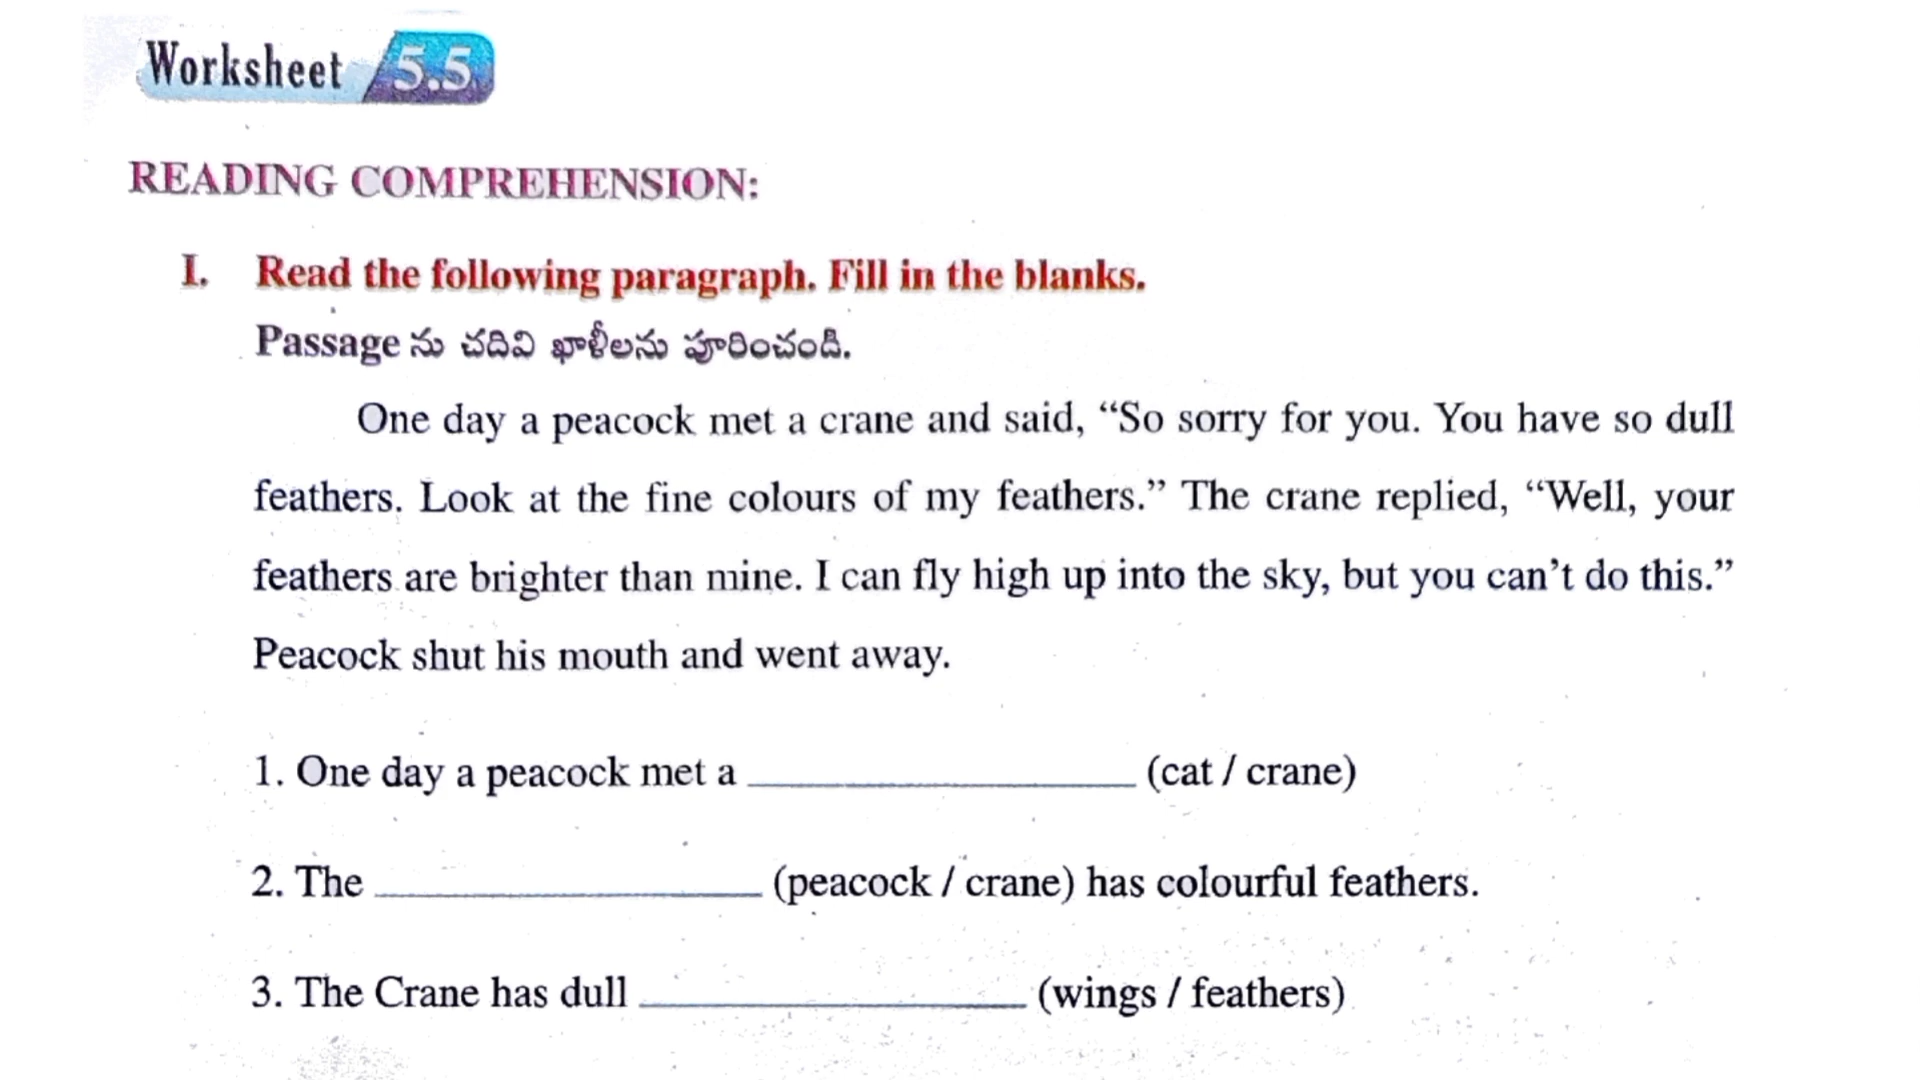 Worksheet 5.5
READING COMPREHENSION:
I. Read the following paragraph. Fill in the blanks.
Passage ను చదివి ఖాళీలను పూరించండి.
One day a peacock met a crane and said, “So sorry for you. You have so dull
feathers. Look at the fine colours of my feathers.” The crane replied, “Well, your
feathers are brighter than mine. I can fly high up into the sky, but you can’t do this.”
Peacock shut his mouth and went away.
1. One day a peacock met a ____________ (cat / crane)
2. The ____________ (peacock / crane) has colourful feathers.
3. The Crane has dull ____________ (wings / feathers)